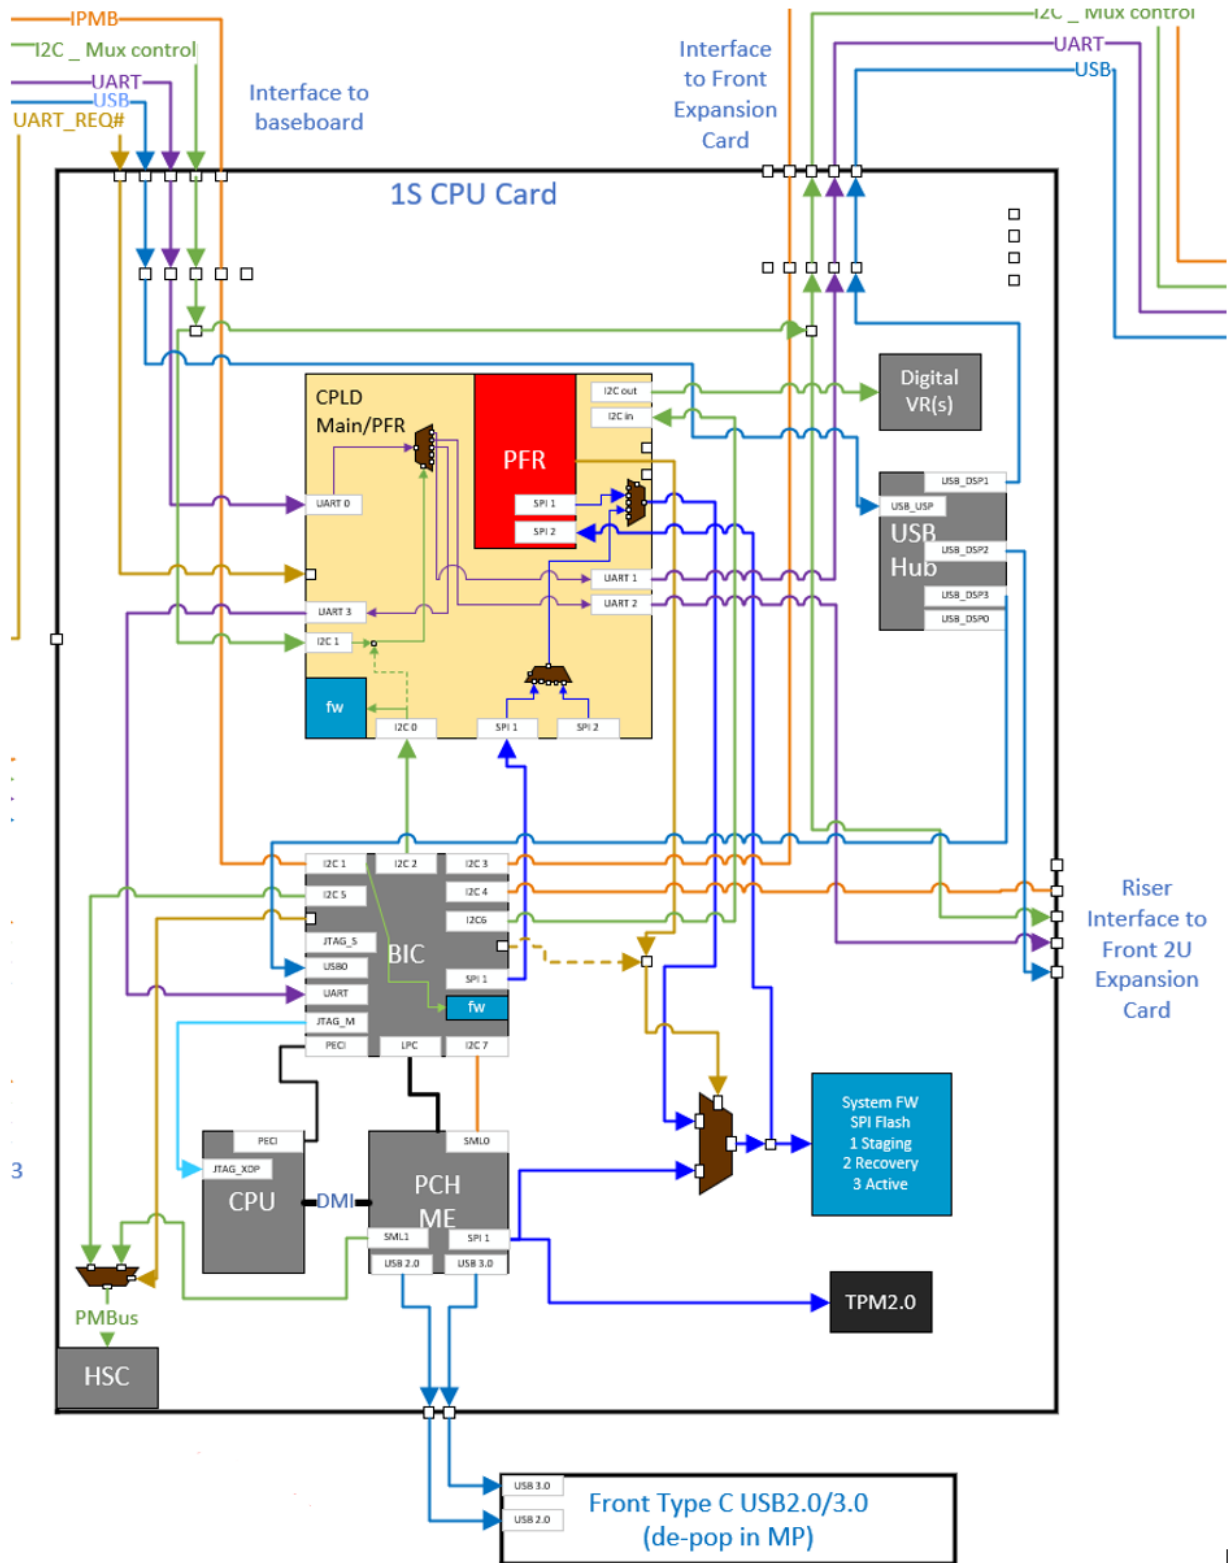 IPMB
I2C _ Mux control
UART
USB
UART_REQ#
Interface to
baseboard
Interface
to Front
Expansion
Card
I2C _ Mux control
UART
USB
1S CPU Card
CPLD
Main/PFR
PFR
SPI 1
SPI 2
I2C out
I2C in
UART 0
UART 1
UART 2
UART 3
I2C 1
fw
I2C 0
SPI 1
SPI 2
Digital
VR(s)
USB_DSP1
USB_USP
USB
Hub
USB_DSP2
USB_DSP3
USB_DSP0
I2C 1
I2C 2
I2C 3
I2C 5
I2C 4
I2C6
JTAG_S
BIC
USB0
SPI 1
UART
fw
JTAG_M
PECI
LPC
I2C 7
Riser
Interface to
Front 2U
Expansion
Card
3
PECI
JTAG_XDP
CPU
DMI
SML0
PCH
ME
SML1
SPI 1
USB 2.0
USB 3.0
System FW
SPI Flash
1 Staging
2 Recovery
3 Active
TPM2.0
PMBus
HSC
USB 3.0
USB 2.0
Front Type C USB2.0/3.0
(de-pop in MP)